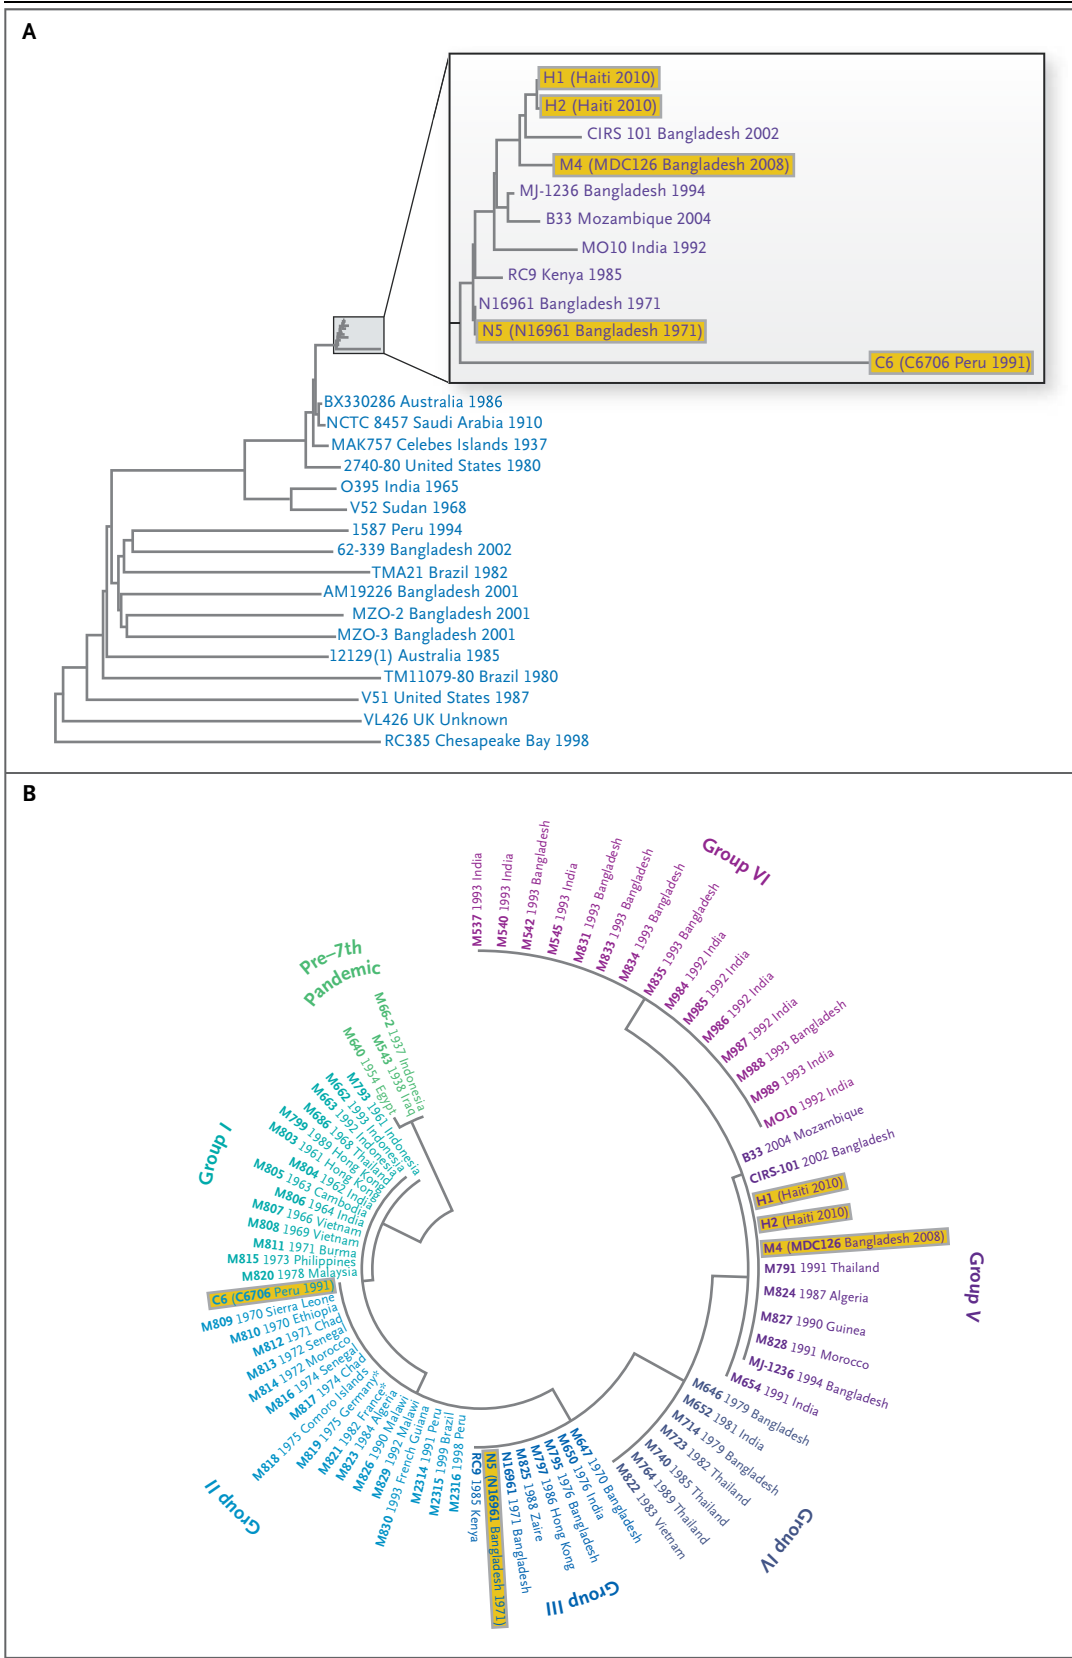 A
H1 (Haiti 2010)
H2 (Haiti 2010)
CIRS 101 Bangladesh 2002
M4 (MDC126 Bangladesh 2008)
MJ-1236 Bangladesh 1994
B33 Mozambique 2004
MO10 India 1992
RC9 Kenya 1985
N16961 Bangladesh 1971
N5 (N16961 Bangladesh 1971)
C6 (C6706 Peru 1991)
BX330286 Australia 1986
NCTC 8457 Saudi Arabia 1910
MAK757 Celebes Islands 1937
2740-80 United States 1980
O395 India 1965
V52 Sudan 1968
1587 Peru 1994
62-339 Bangladesh 2002
TMA21 Brazil 1982
AM19226 Bangladesh 2001
MZO-2 Bangladesh 2001
MZO-3 Bangladesh 2001
12129(1) Australia 1985
TM11079-80 Brazil 1980
V51 United States 1987
VL426 UK Unknown
RC385 Chesapeake Bay 1998
B
Group VI
M537 1993 India
M540 1993 India
M542 1993 Bangladesh
M545 1993 India
M831 1993 Bangladesh
M833 1993 Bangladesh
M834 1993 Bangladesh
M835 1993 Bangladesh
M984 1992 India
M985 1992 India
M986 1992 India
M987 1992 India
M988 1993 Bangladesh
M989 1993 India
MO10 1992 India
B33 2004 Mozambique
CIRS-101 2002 Bangladesh
H1 (Haiti 2010)
H2 (Haiti 2010)
M4 (MDC126 Bangladesh 2008)
M791 1991 Thailand
M824 1987 Algeria
M827 1990 Guinea
M828 1991 Morocco
MJ-1236 1994 Bangladesh
M654 1991 India
Group V
M646 1979 Bangladesh
M652 1981 India
M714 1979 Bangladesh
M723 1982 Thailand
M740 1985 Thailand
M764 1989 Thailand
M822 1983 Vietnam
Group IV
M647 1970 Bangladesh
M650 1976 India
M795 1976 Bangladesh
M797 1986 Hong Kong
M825 1988 Zaire
N16961 1971 Bangladesh
N5 (N16961 Bangladesh 1971)
RC9 1985 Kenya
Group III
M2316 1998 Peru
M2315 1999 Brazil
M2314 1991 Peru
M830 1993 French Guiana
M829 1992 Malawi
M826 1990 Malawi
M823 1984 Algeria
M821 1982 France*
M819 1975 Germany*
M818 1975 Comoro Islands
M817 1974 Chad
M816 1974 Senegal
M814 1972 Morocco
M813 1972 Senegal
M812 1971 Chad
M810 1970 Ethiopia
M809 1970 Sierra Leone
C6 (C6706 Peru 1991)
Group II
M820 1978 Malaysia
M815 1973 Philippines
M811 1971 Burma
M808 1969 Vietnam
M807 1966 Vietnam
M806 1964 India
M805 1963 Cambodia
M804 1962 India
M803 1961 Hong Kong
M799 1989 Hong Kong
M686 1968 Thailand
M663 1992 Indonesia
M662 1993 Indonesia
M793 1961 Indonesia
Group I
M640 1954 Egypt
M543 1938 Iraq
M66-2 1937 Indonesia
Pre–7th
Pandemic